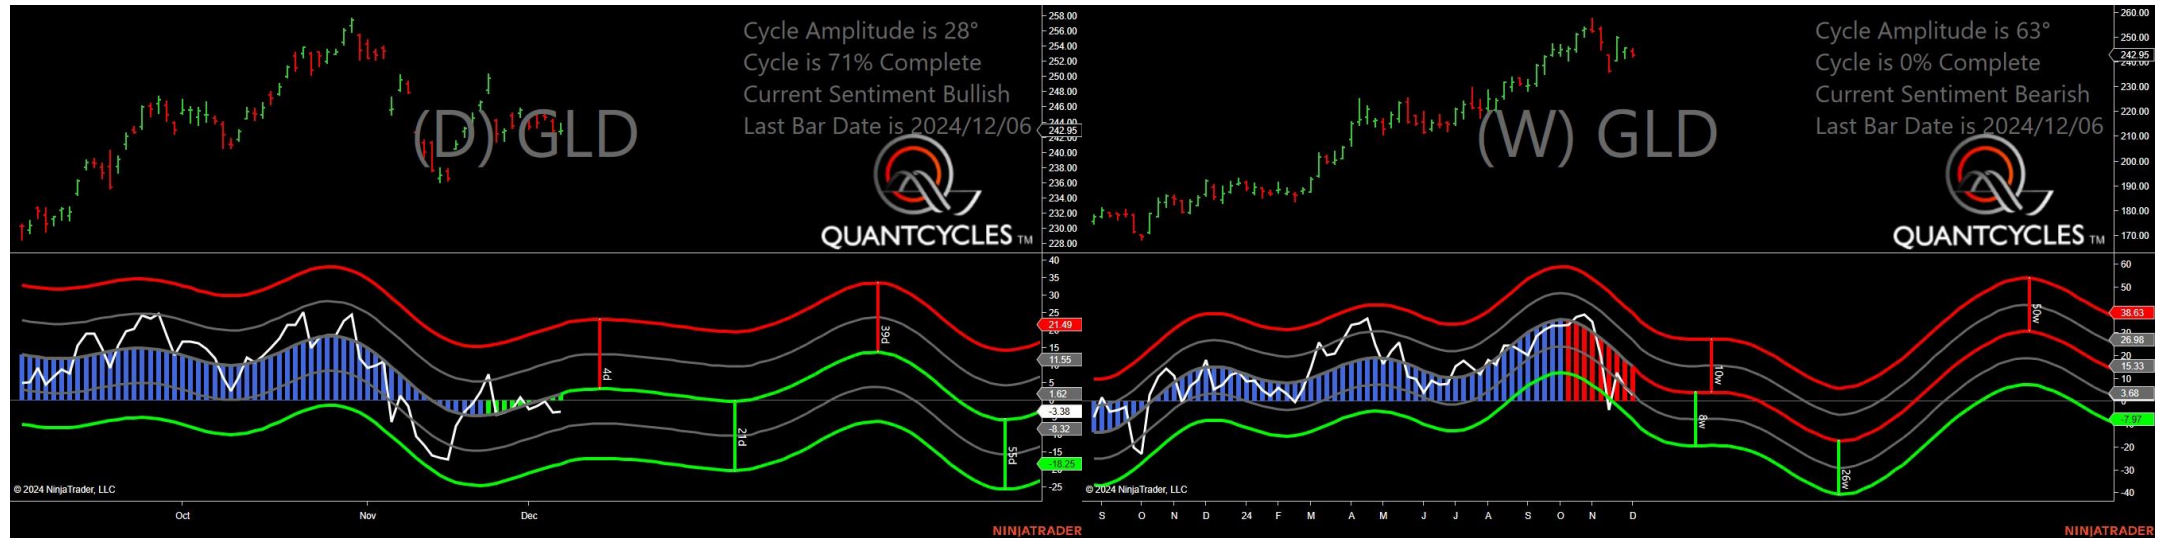 Cycle Amplitude is 28°
Cycle is 71% Complete
Current Sentiment Bullish
Last Bar Date is 2024/12/06
(D) GLD
QUANTCYCLES TM
258.00
256.00
254.00
252.00
250.00
248.00
246.00
244.00
242.95
240.00
238.00
236.00
234.00
232.00
230.00
228.00
40
35
30
25
21.49
15
11.55
5
1.62
-3.38
-8.32
-15
-18.25
-25
4d
21d
39d
55d
© 2024 NinjaTrader, LLC
Oct
Nov
Dec
NINJATRADER
Cycle Amplitude is 63°
Cycle is 0% Complete
Current Sentiment Bearish
Last Bar Date is 2024/12/06
(W) GLD
QUANTCYCLES TM
260.00
250.00
242.95
240.00
230.00
220.00
210.00
200.00
190.00
180.00
170.00
60
50
38.63
30
26.98
20
15.33
10
3.68
-7.97
-20
-30
-40
10w
8w
26w
50w
© 2024 NinjaTrader, LLC
S
O
N
D
24
F
M
A
M
J
J
A
S
O
N
D
NINJATRADER